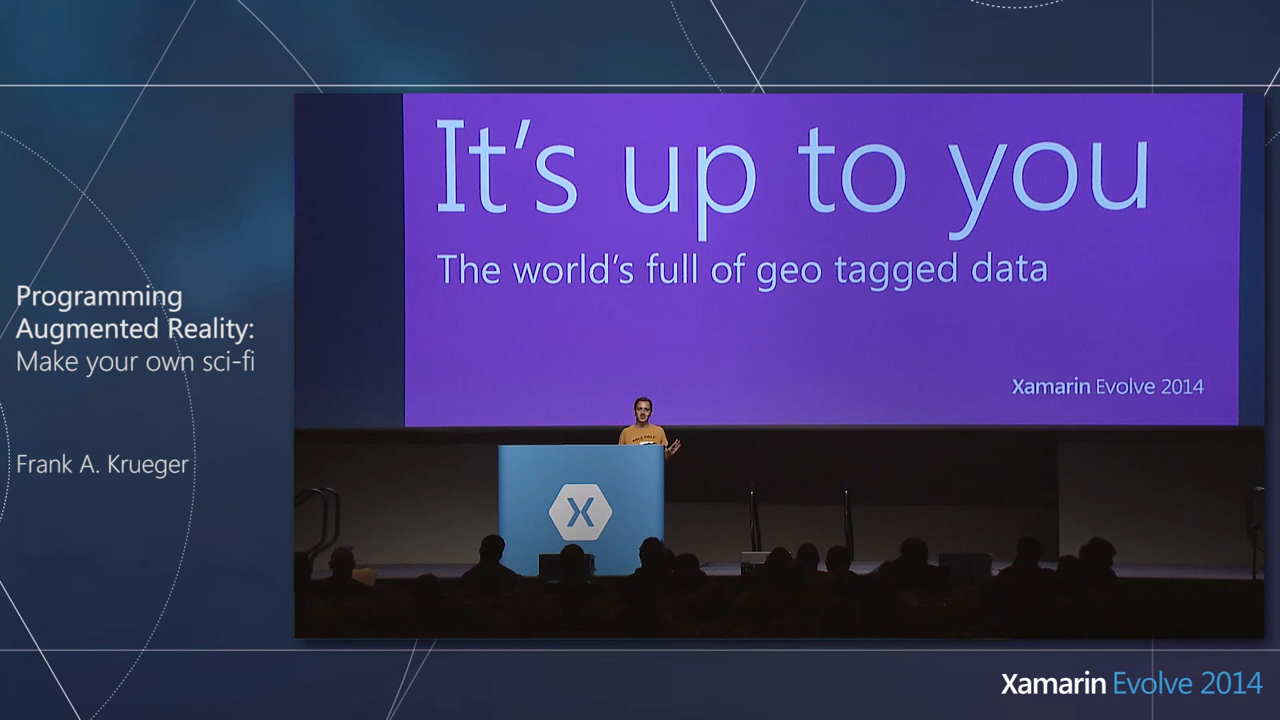 It's up to you
The world's full of geo tagged data
Xamarin Evolve 2014
Programming
Augmented Reality:
Make your own sci-fi
Frank A. Krueger
X
Xamarin Evolve 2014